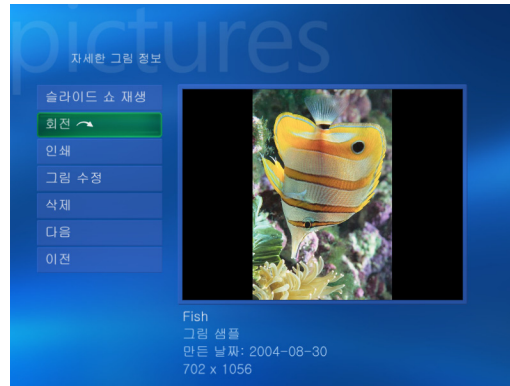 pictures
자세한 그림 정보
슬라이드 쇼 재생
회전
인쇄
그림 수정
삭제
다음
이전
Fish
그림 샘플
만든 날짜: 2004-08-30
702 x 1056